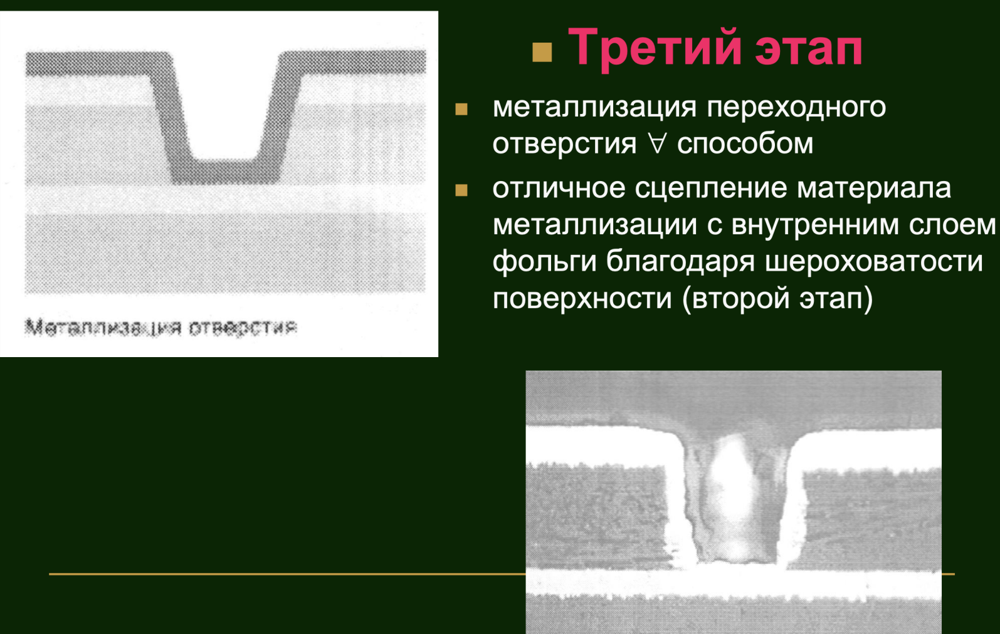 Третий этап
металлизация переходного
отверстия ∀ способом
отличное сцепление материала
металлизации с внутренним слоем
фольги благодаря шероховатости
поверхности (второй этап)
Металлизация отверстия